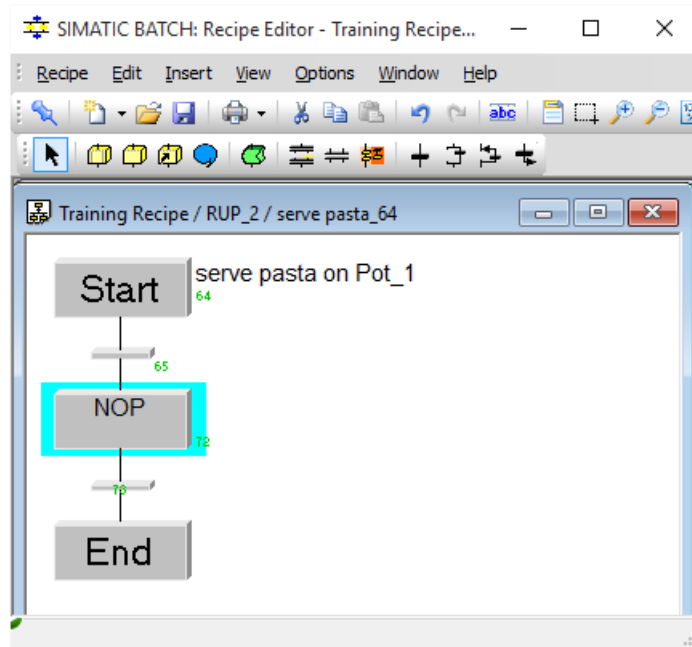 SIMATIC BATCH: Recipe Editor - Training Recipe...
Recipe Edit Insert View Options Window Help
abc
Training Recipe / RUP_2 / serve pasta_64
Start
serve pasta on Pot_1
64
65
NOP
72
73
End